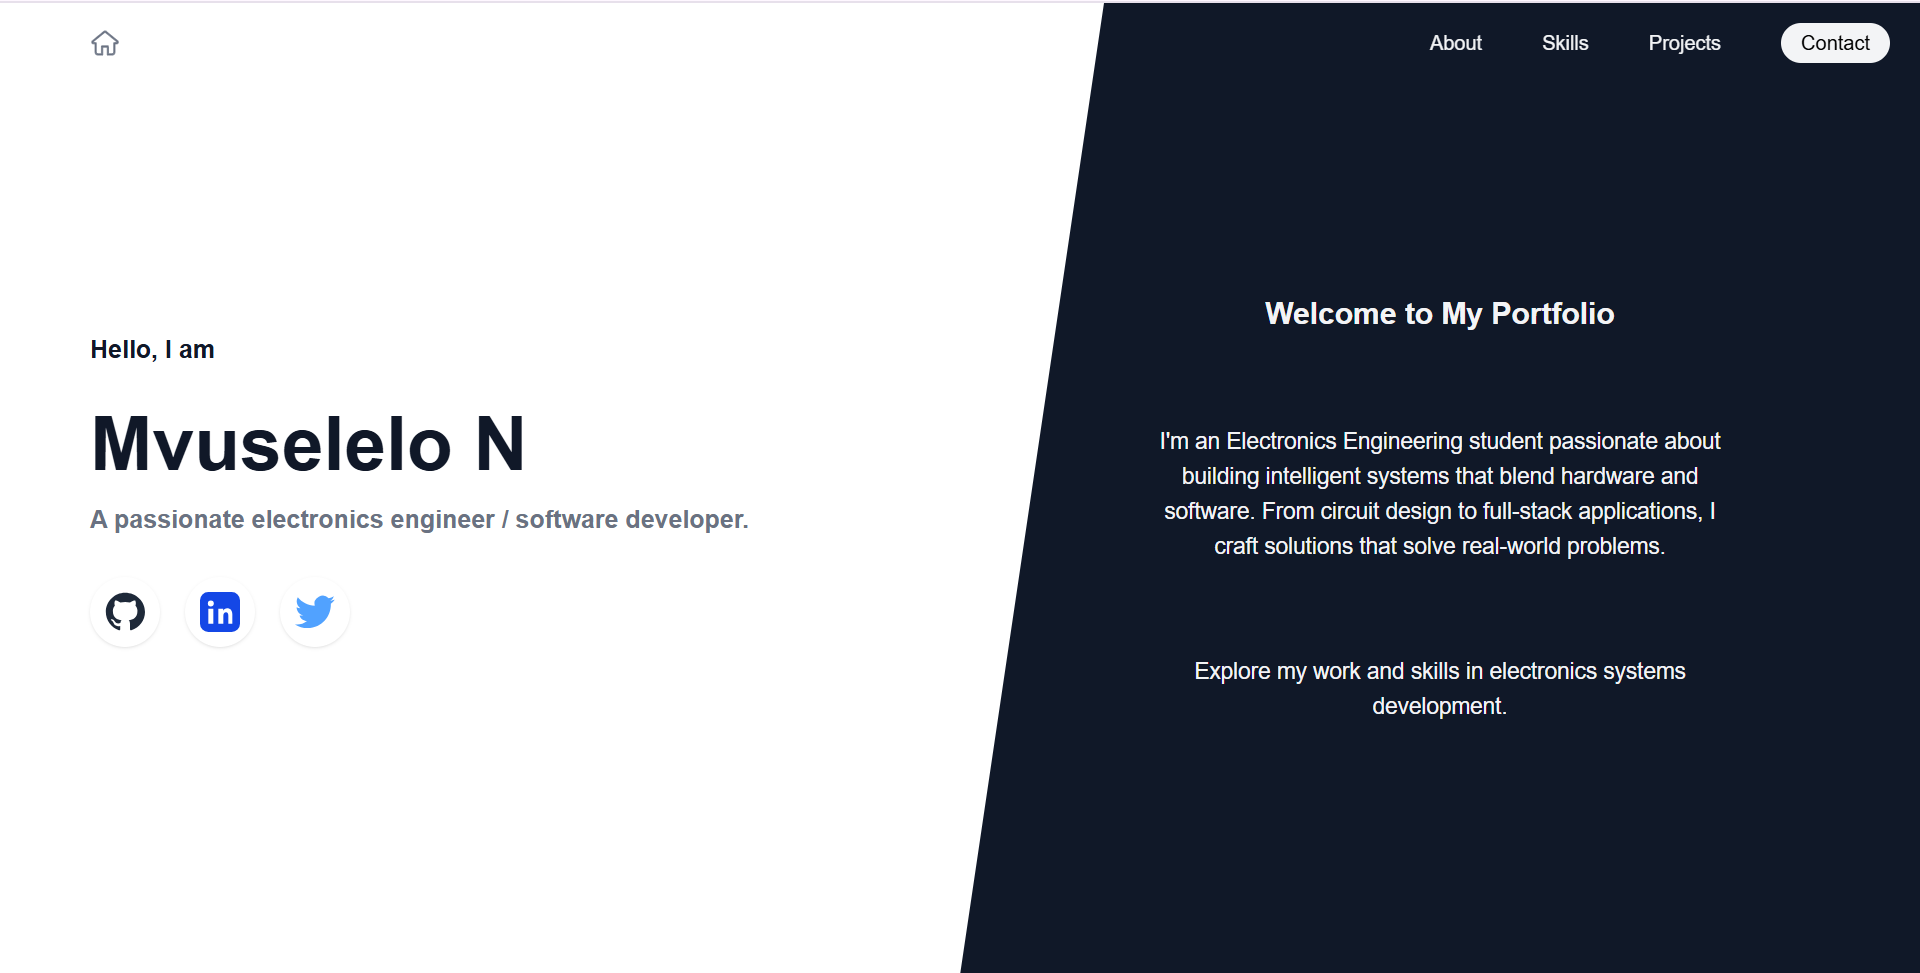 About
Skills
Projects
Contact
Hello, I am
Mvuselelo N
A passionate electronics engineer / software developer.
in
Welcome to My Portfolio
I'm an Electronics Engineering student passionate about
building intelligent systems that blend hardware and
software. From circuit design to full-stack applications, I
craft solutions that solve real-world problems.
Explore my work and skills in electronics systems
development.